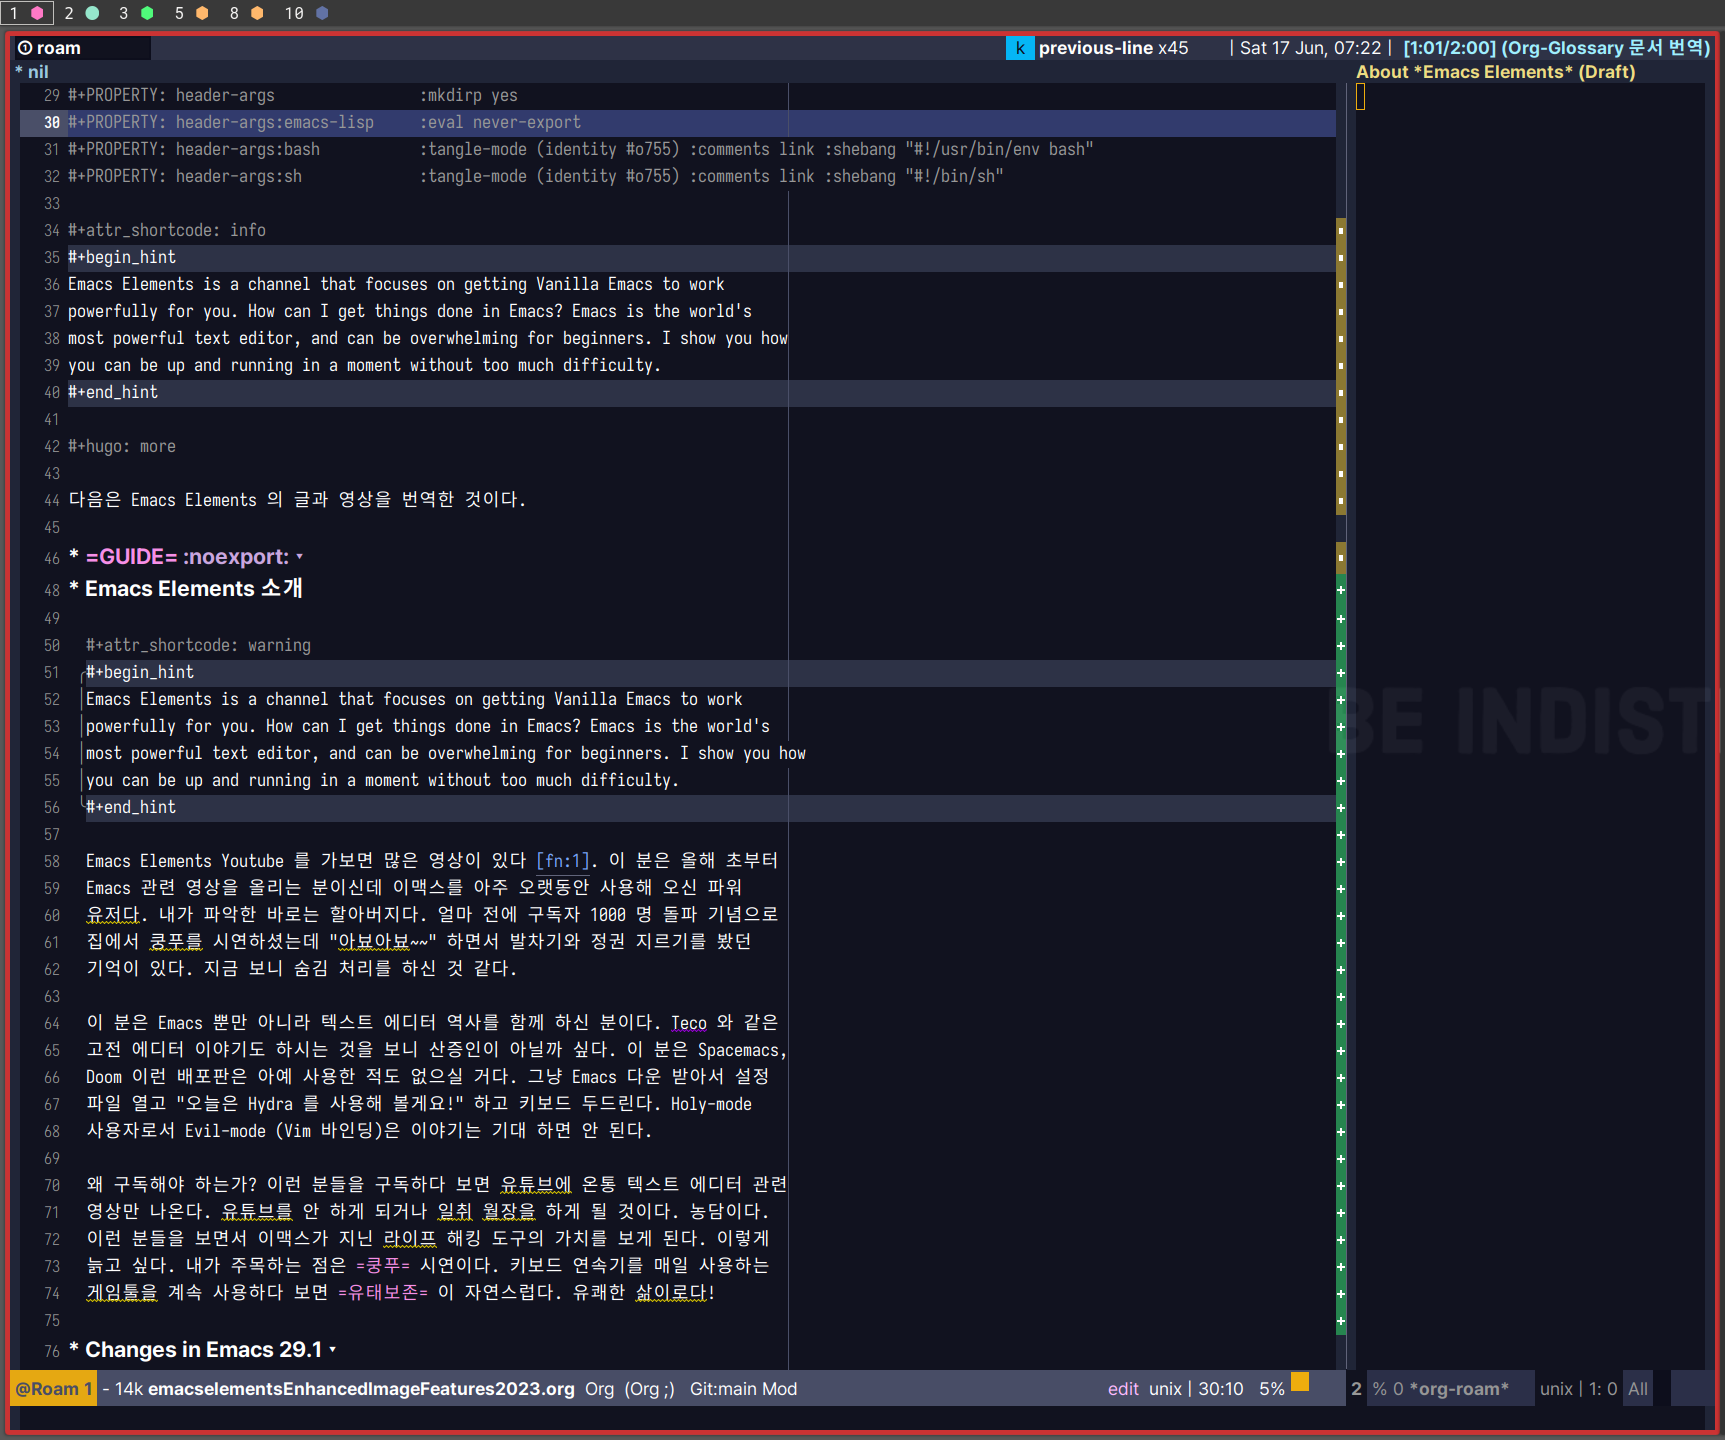 1 2 3 5 8 10
① roam
k previous-line x45 | Sat 17 Jun, 07:22 | [1:01/2:00] (Org-Glossary 문서 번역)
* nil
About *Emacs Elements* (Draft)
29 #+PROPERTY: header-args :mkdirp yes
30 #+PROPERTY: header-args:emacs-lisp :eval never-export
31 #+PROPERTY: header-args:bash :tangle-mode (identity #o755) :comments link :shebang "#!/usr/bin/env bash"
32 #+PROPERTY: header-args:sh :tangle-mode (identity #o755) :comments link :shebang "#!/bin/sh"
33
34 #+attr_shortcode: info
35 #+begin_hint
36 Emacs Elements is a channel that focuses on getting Vanilla Emacs to work
37 powerfully for you. How can I get things done in Emacs? Emacs is the world's
38 most powerful text editor, and can be overwhelming for beginners. I show you how
39 you can be up and running in a moment without too much difficulty.
40 #+end_hint
41
42 #+hugo: more
43
44 다음은 Emacs Elements 의 글과 영상을 번역한 것이다.
45
46 * =GUIDE= :noexport: ▾
48 * Emacs Elements 소개
49
50 #+attr_shortcode: warning
51 #+begin_hint
52 Emacs Elements is a channel that focuses on getting Vanilla Emacs to work
53 powerfully for you. How can I get things done in Emacs? Emacs is the world's
54 most powerful text editor, and can be overwhelming for beginners. I show you how
55 you can be up and running in a moment without too much difficulty.
56 #+end_hint
57
58 Emacs Elements Youtube 를 가보면 많은 영상이 있다 [fn:1]. 이 분은 올해 초부터
59 Emacs 관련 영상을 올리는 분이신데 이맥스를 아주 오랫동안 사용해 오신 파워
60 유저다. 내가 파악한 바로는 할아버지다. 얼마 전에 구독자 1000 명 돌파 기념으로
61 집에서 쿵푸를 시연하셨는데 "아뵤아뵤~~" 하면서 발차기와 정권 지르기를 봤던
62 기억이 있다. 지금 보니 숨김 처리를 하신 것 같다.
63
64 이 분은 Emacs 뿐만 아니라 텍스트 에디터 역사를 함께 하신 분이다. Teco 와 같은
65 고전 에디터 이야기도 하시는 것을 보니 산증인이 아닐까 싶다. 이 분은 Spacemacs,
66 Doom 이런 배포판은 아예 사용한 적도 없으실 거다. 그냥 Emacs 다운 받아서 설정
67 파일 열고 "오늘은 Hydra 를 사용해 볼게요!" 하고 키보드 두드린다. Holy-mode
68 사용자로서 Evil-mode (Vim 바인딩)은 이야기는 기대 하면 안 된다.
69
70 왜 구독해야 하는가? 이런 분들을 구독하다 보면 유튜브에 온통 텍스트 에디터 관련
71 영상만 나온다. 유튜브를 안 하게 되거나 일취 월장을 하게 될 것이다. 농담이다.
72 이런 분들을 보면서 이맥스가 지닌 라이프 해킹 도구의 가치를 보게 된다. 이렇게
73 늙고 싶다. 내가 주목하는 점은 =쿵푸= 시연이다. 키보드 연속기를 매일 사용하는
74 게임툴을 계속 사용하다 보면 =유태보존= 이 자연스럽다. 유쾌한 삶이로다!
75
76 * Changes in Emacs 29.1 ▾
BE INDIST
@Roam 1 - 14k emacselementsEnhancedImageFeatures2023.org Org (Org ;) Git:main Mod edit unix | 30:10 5%
2 % 0 *org-roam* unix | 1: 0 All